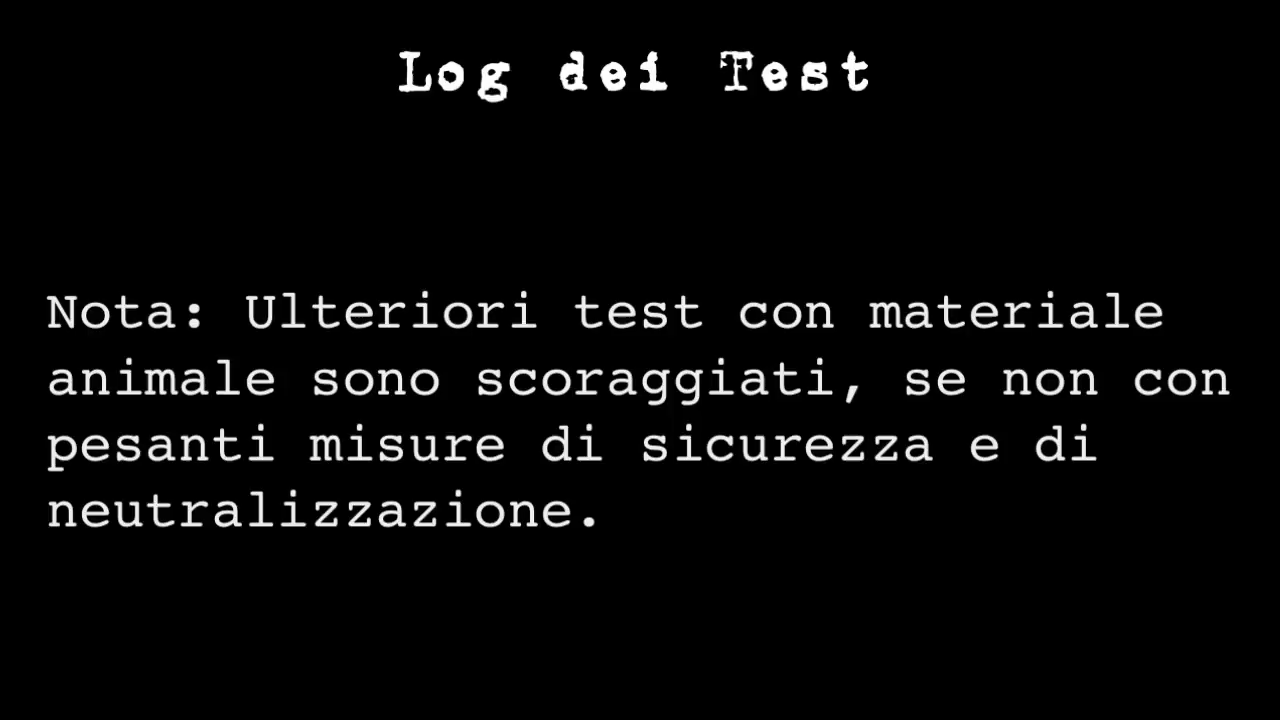 Log dei Test
Nota: Ulteriori test con materiale
animale sono scoraggiati, se non con
pesanti misure di sicurezza e di
neutralizzazione.